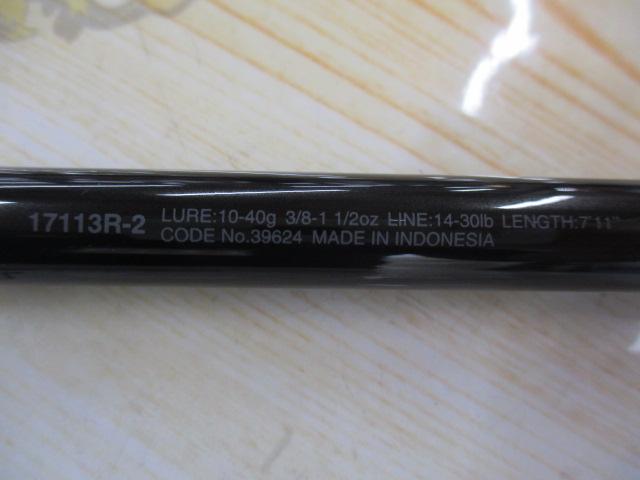 17113R-2 LURE:10-40g 3/8-1 1/2oz LINE:14-30lb LENGTH:7'11"
CODE No.39624 MADE IN INDONESIA